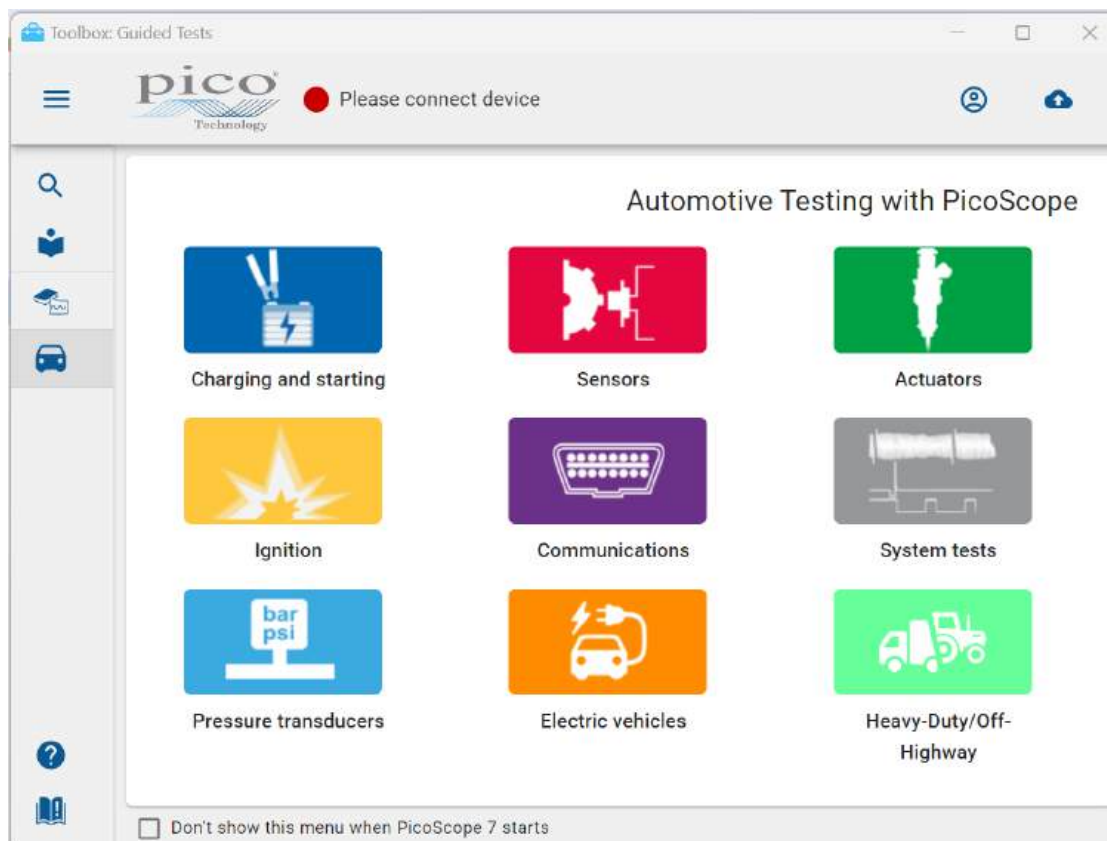 Toolbox: Guided Tests
pico
Technology
Please connect device
Automotive Testing with PicoScope
Charging and starting
Sensors
Actuators
Ignition
Communications
System tests
bar
psi
Pressure transducers
Electric vehicles
Heavy-Duty/Off-
Highway
Don't show this menu when PicoScope 7 starts